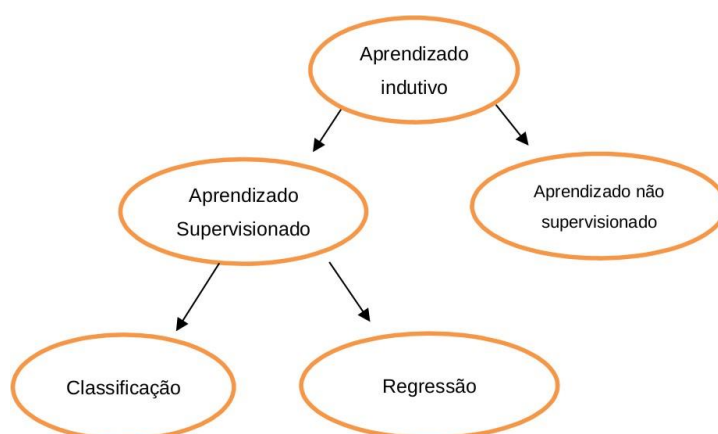 Aprendizado
indutivo
Aprendizado
Supervisionado
Aprendizado não
supervisionado
Classificação
Regressão